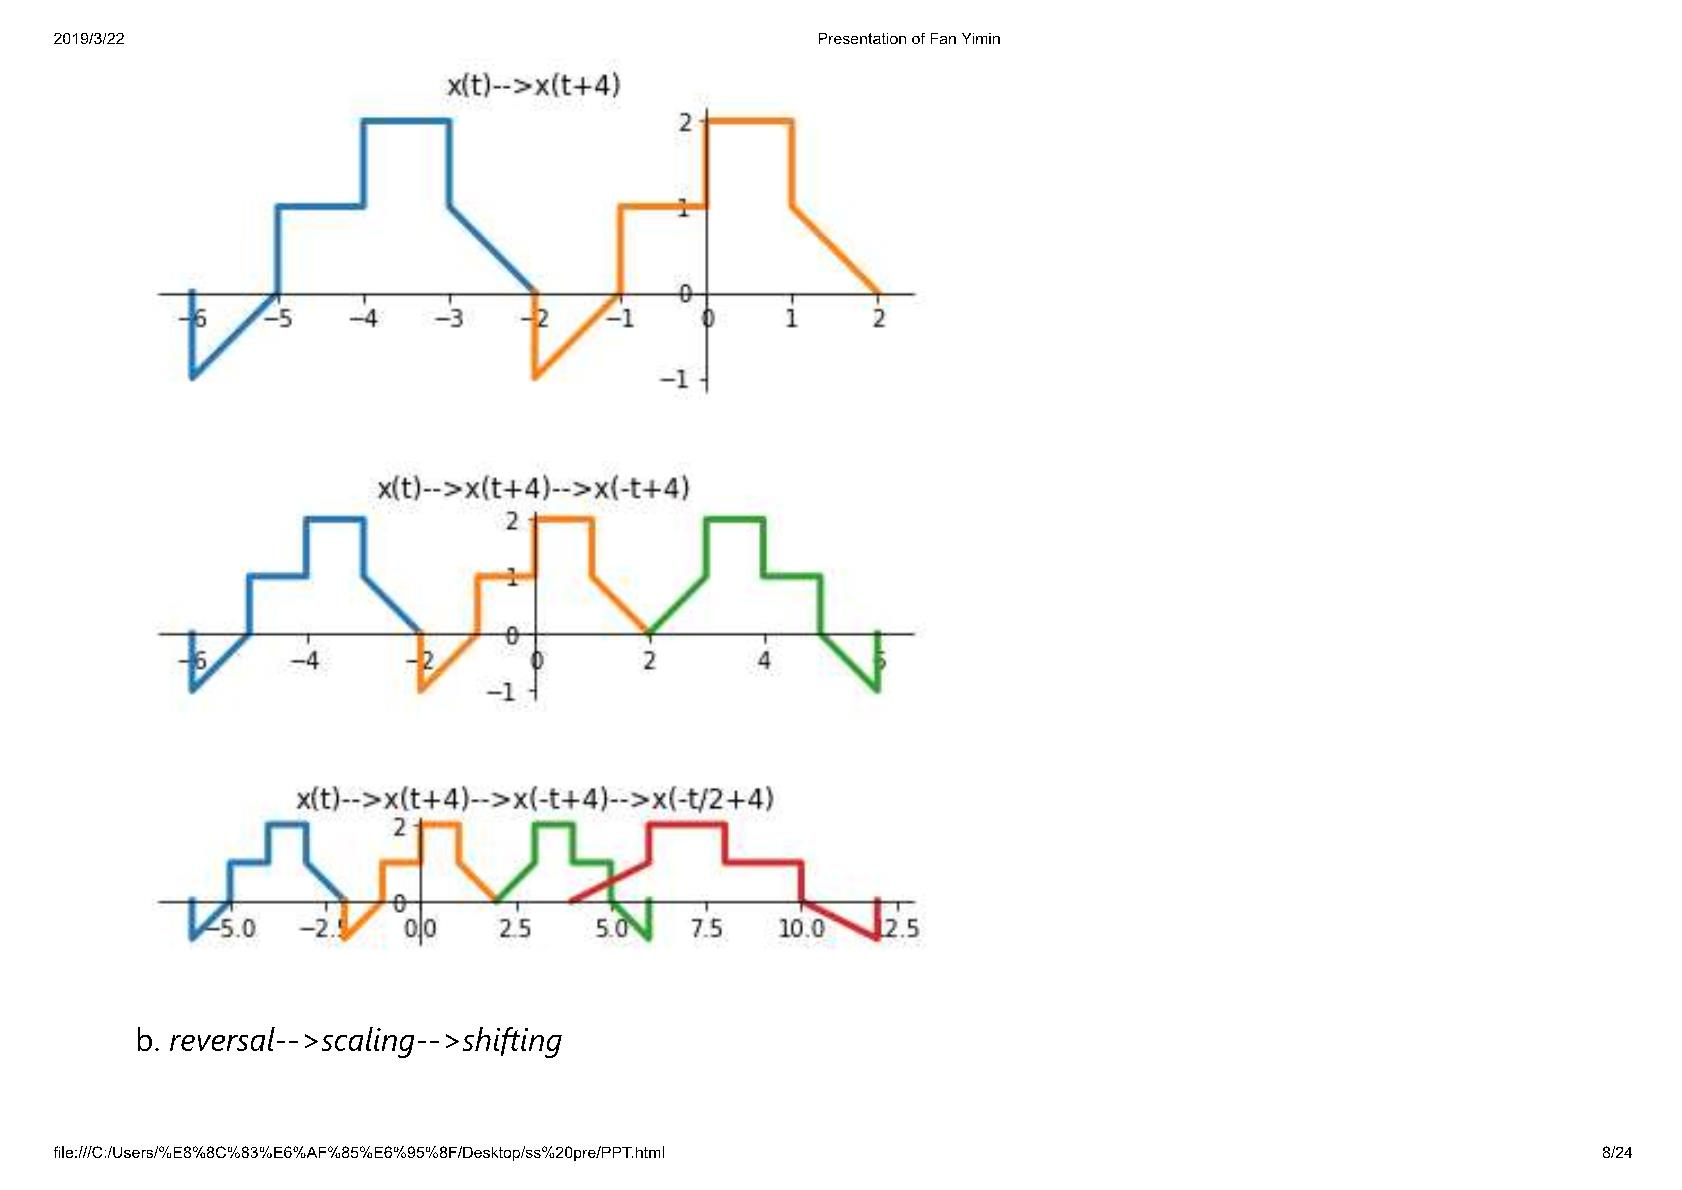 2019/3/22 Presentation of Fan Yimin
x(t)-->x(t+4)
2
1
0
−6 −5 −4 −3 −2 −1 0 1 2
−1
x(t)-->x(t+4)-->x(-t+4)
2
1
0
−6 −4 −2 0 2 4 6
−1
x(t)-->x(t+4)-->x(-t+4)-->x(-t/2+4)
2
0
−5.0 −2.5 0.0 2.5 5.0 7.5 10.0 12.5
b. reversal-->scaling-->shifting
file:///C:/Users/%E8%8C%83%E6%AF%85%E6%95%8F/Desktop/ss%20pre/PPT.html 8/24